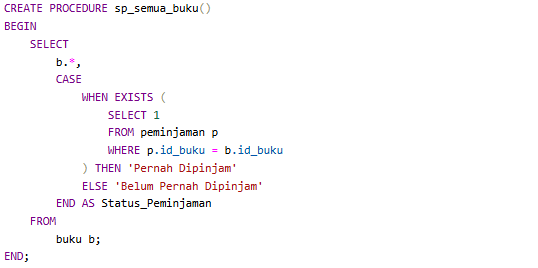 CREATE PROCEDURE sp_semua_buku()
BEGIN
    SELECT
        b.*,
        CASE
            WHEN EXISTS (
                SELECT 1
                FROM peminjaman p
                WHERE p.id_buku = b.id_buku
            ) THEN 'Pernah Dipinjam'
            ELSE 'Belum Pernah Dipinjam'
        END AS Status_Peminjaman
    FROM
        buku b;
END;